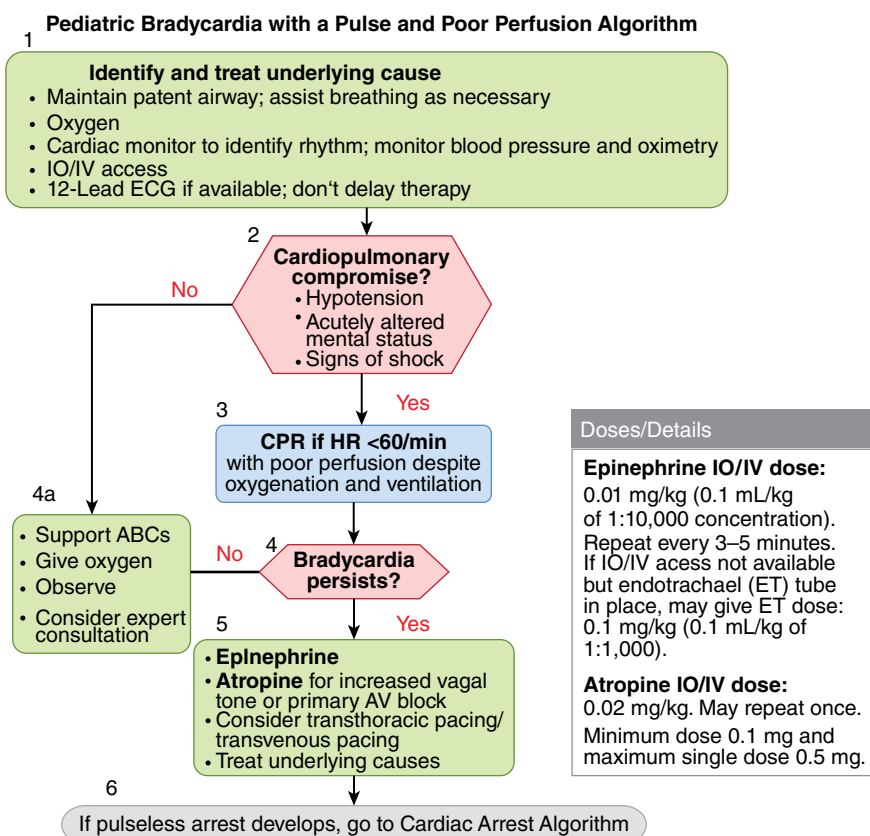 Pediatric Bradycardia with a Pulse and Poor Perfusion Algorithm
1
Identify and treat underlying cause
• Maintain patent airway; assist breathing as necessary
• Oxygen
• Cardiac monitor to identify rhythm; monitor blood pressure and oximetry
• IO/IV access
• 12-Lead ECG if available; don't delay therapy
2
Cardiopulmonary
compromise?
• Hypotension
• Acutely altered
mental status
• Signs of shock
No
Yes
3
CPR if HR <60/min
with poor perfusion despite
oxygenation and ventilation
4a
• Support ABCs
• Give oxygen
• Observe
• Consider expert
consultation
No
4
Bradycardia
persists?
Yes
5
• EpInephrine
• Atropine for increased vagal
tone or primary AV block
• Consider transthoracic pacing/
transvenous pacing
• Treat underlying causes
6
If pulseless arrest develops, go to Cardiac Arrest Algorithm
Doses/Details
Epinephrine IO/IV dose:
0.01 mg/kg (0.1 mL/kg
of 1:10,000 concentration).
Repeat every 3–5 minutes.
If IO/IV acess not available
but endotrachael (ET) tube
in place, may give ET dose:
0.1 mg/kg (0.1 mL/kg of
1:1,000).
Atropine IO/IV dose:
0.02 mg/kg. May repeat once.
Minimum dose 0.1 mg and
maximum single dose 0.5 mg.